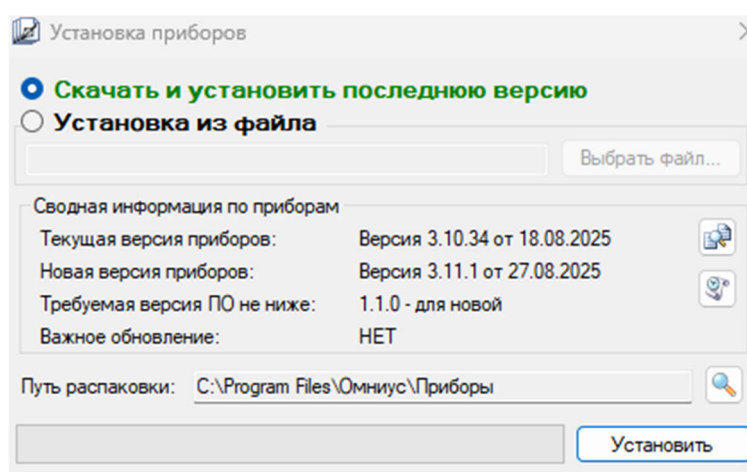 Установка приборов
Скачать и установить последнюю версию
Установка из файла
Выбрать файл...
Сводная информация по приборам
Текущая версия приборов: Версия 3.10.34 от 18.08.2025
Новая версия приборов: Версия 3.11.1 от 27.08.2025
Требуемая версия ПО не ниже: 1.1.0 - для новой
Важное обновление: НЕТ
Путь распаковки: C:\Program Files\Омниус\Приборы
Установить